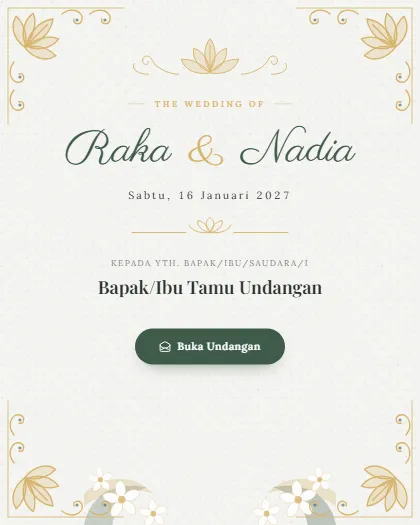 THE WEDDING OF
Raka & Nadia
Sabtu, 16 Januari 2027
KEPADA YTH. BAPAK/IBU/SAUDARA/I
Bapak/Ibu Tamu Undangan
Buka Undangan